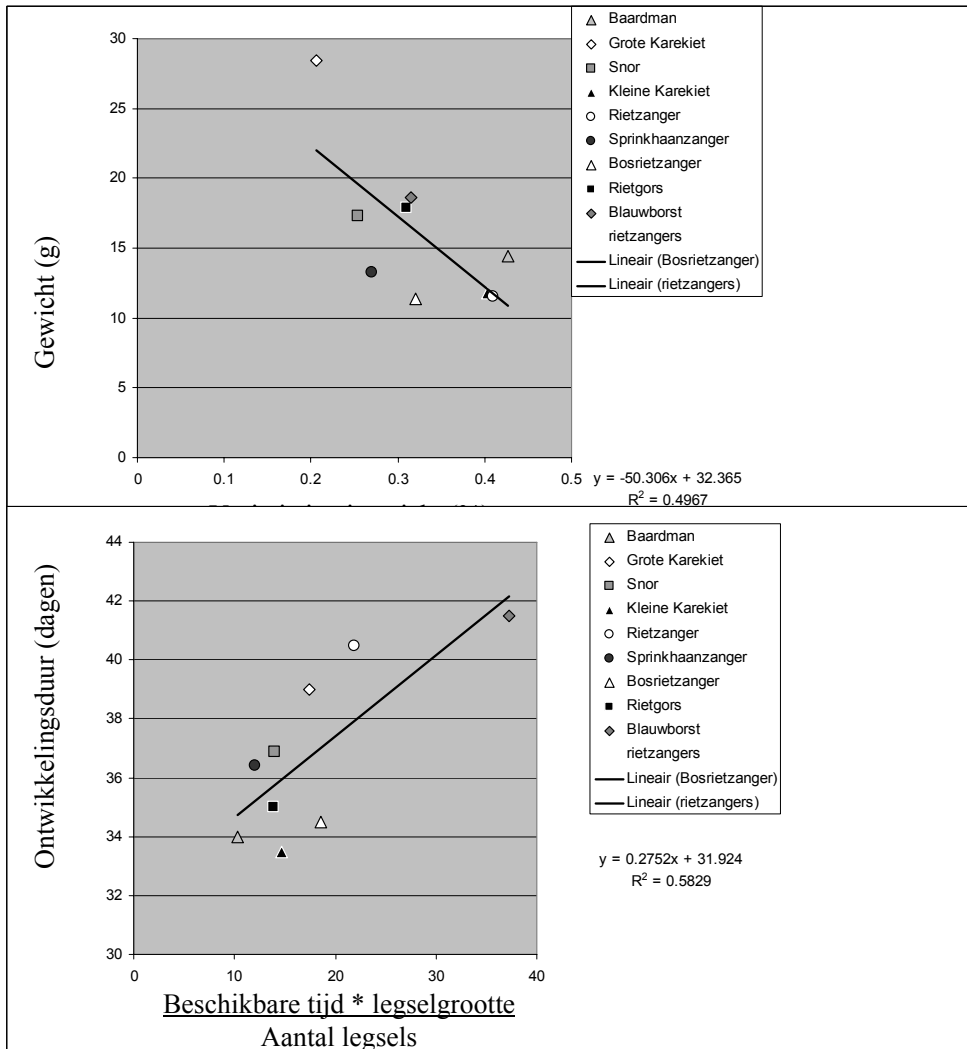 Baardman
Grote Karekiet
Snor
Kleine Karekiet
Rietzanger
Sprinkhaanzanger
Bosrietzanger
Rietgors
Blauwborst
rietzangers
Lineair (Bosrietzanger)
Lineair (rietzangers)
30
25
20
15
10
5
0
Gewicht (g)
0 0.1 0.2 0.3 0.4 0.5
y = -50.306x + 32.365
R² = 0.4967
Baardman
Grote Karekiet
Snor
Kleine Karekiet
Rietzanger
Sprinkhaanzanger
Bosrietzanger
Rietgors
Blauwborst
rietzangers
Lineair (Bosrietzanger)
Lineair (rietzangers)
44
42
40
38
36
34
32
30
Ontwikkelingsduur (dagen)
0 10 20 30 40
y = 0.2752x + 31.924
R² = 0.5829
Beschikbare tijd * legselgrootte
Aantal legsels